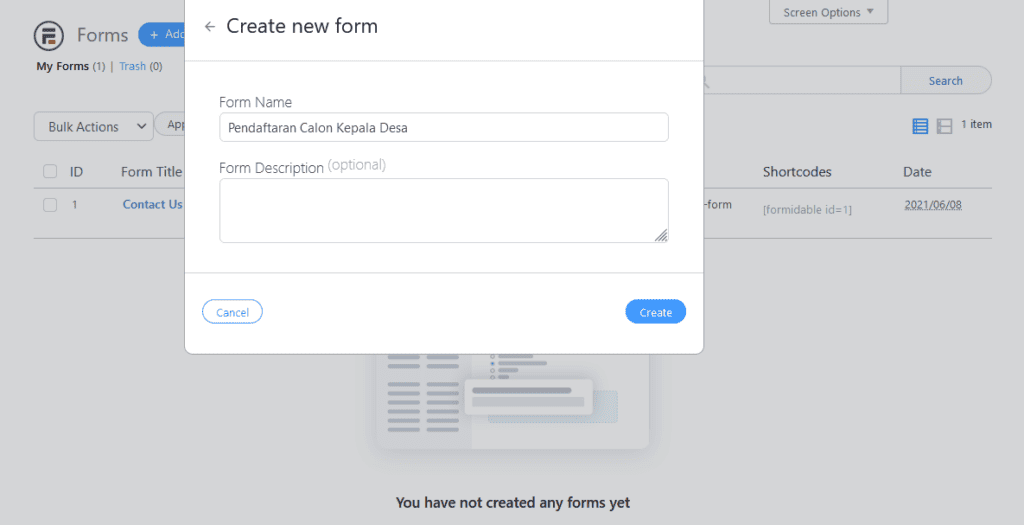 Create new form
Screen Options
Forms
+ Add
My Forms (1) | Trash (0)
Search
Form Name
Pendaftaran Calon Kepala Desa
Bulk Actions
1 item
Form Description (optional)
ID Form Title Shortcodes Date
1 Contact Us -form [formidable id=1] 2021/06/08
Cancel
Create
You have not created any forms yet